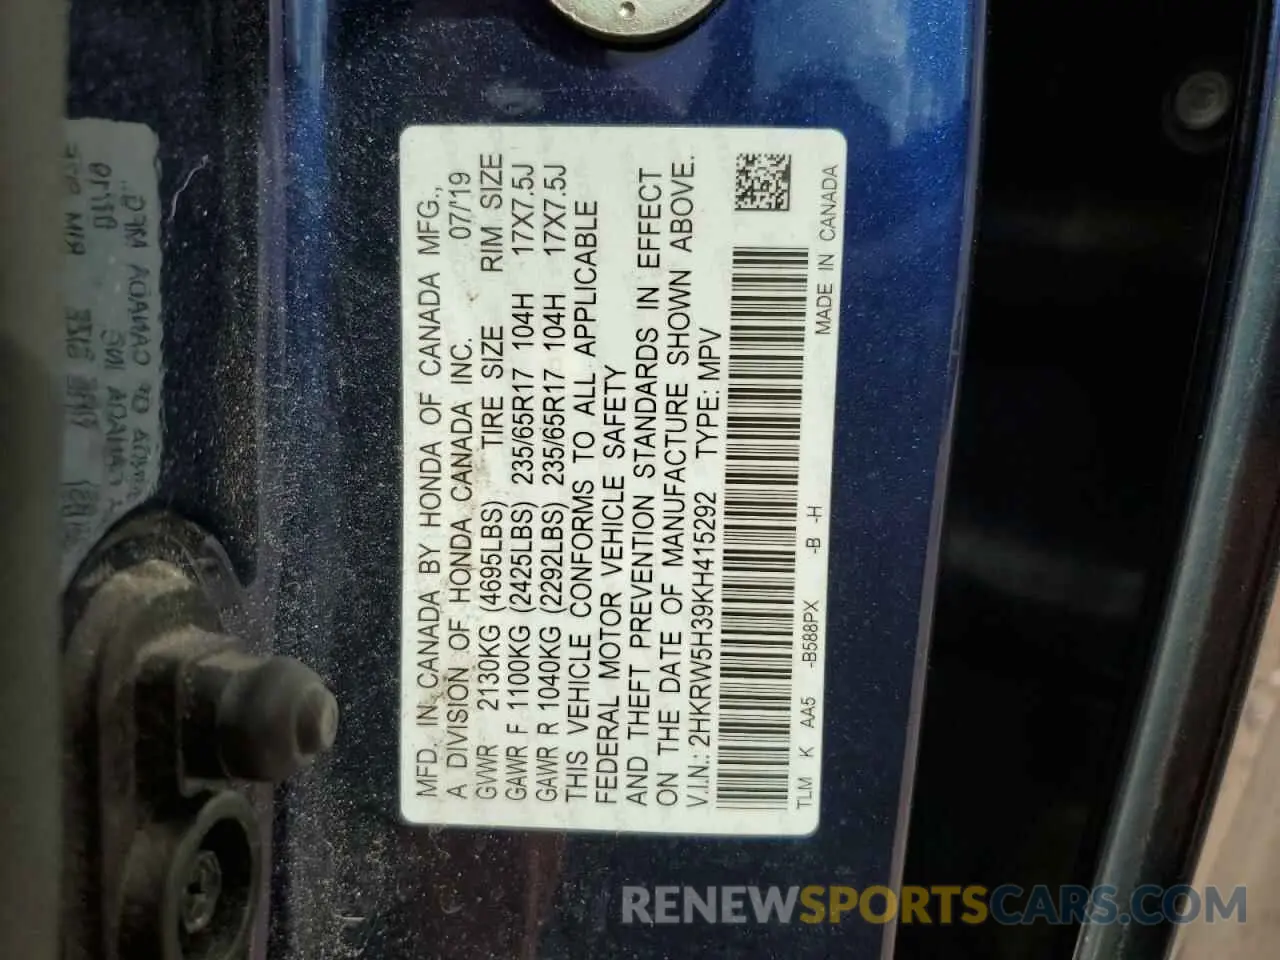 MFD. IN CANADA BY HONDA OF CANADA MFG.,
A DIVISION OF HONDA CANADA INC. 07/'19
GVWR 2130KG (4695LBS) TIRE SIZE RIM SIZE
GAWR F 1100KG (2425LBS) 235/65R17 104H 17X7.5J
GAWR R 1040KG (2292LBS) 235/65R17 104H 17X7.5J
THIS VEHICLE CONFORMS TO ALL APPLICABLE
FEDERAL MOTOR VEHICLE SAFETY
AND THEFT PREVENTION STANDARDS IN EFFECT
ON THE DATE OF MANUFACTURE SHOWN ABOVE.
V.I.N.: 2HKRW5H39KH415292 TYPE: MPV
TLIM K AA5 -B588PX -B -H MADE IN CANADA
RENEWSPORTSCARS.COM